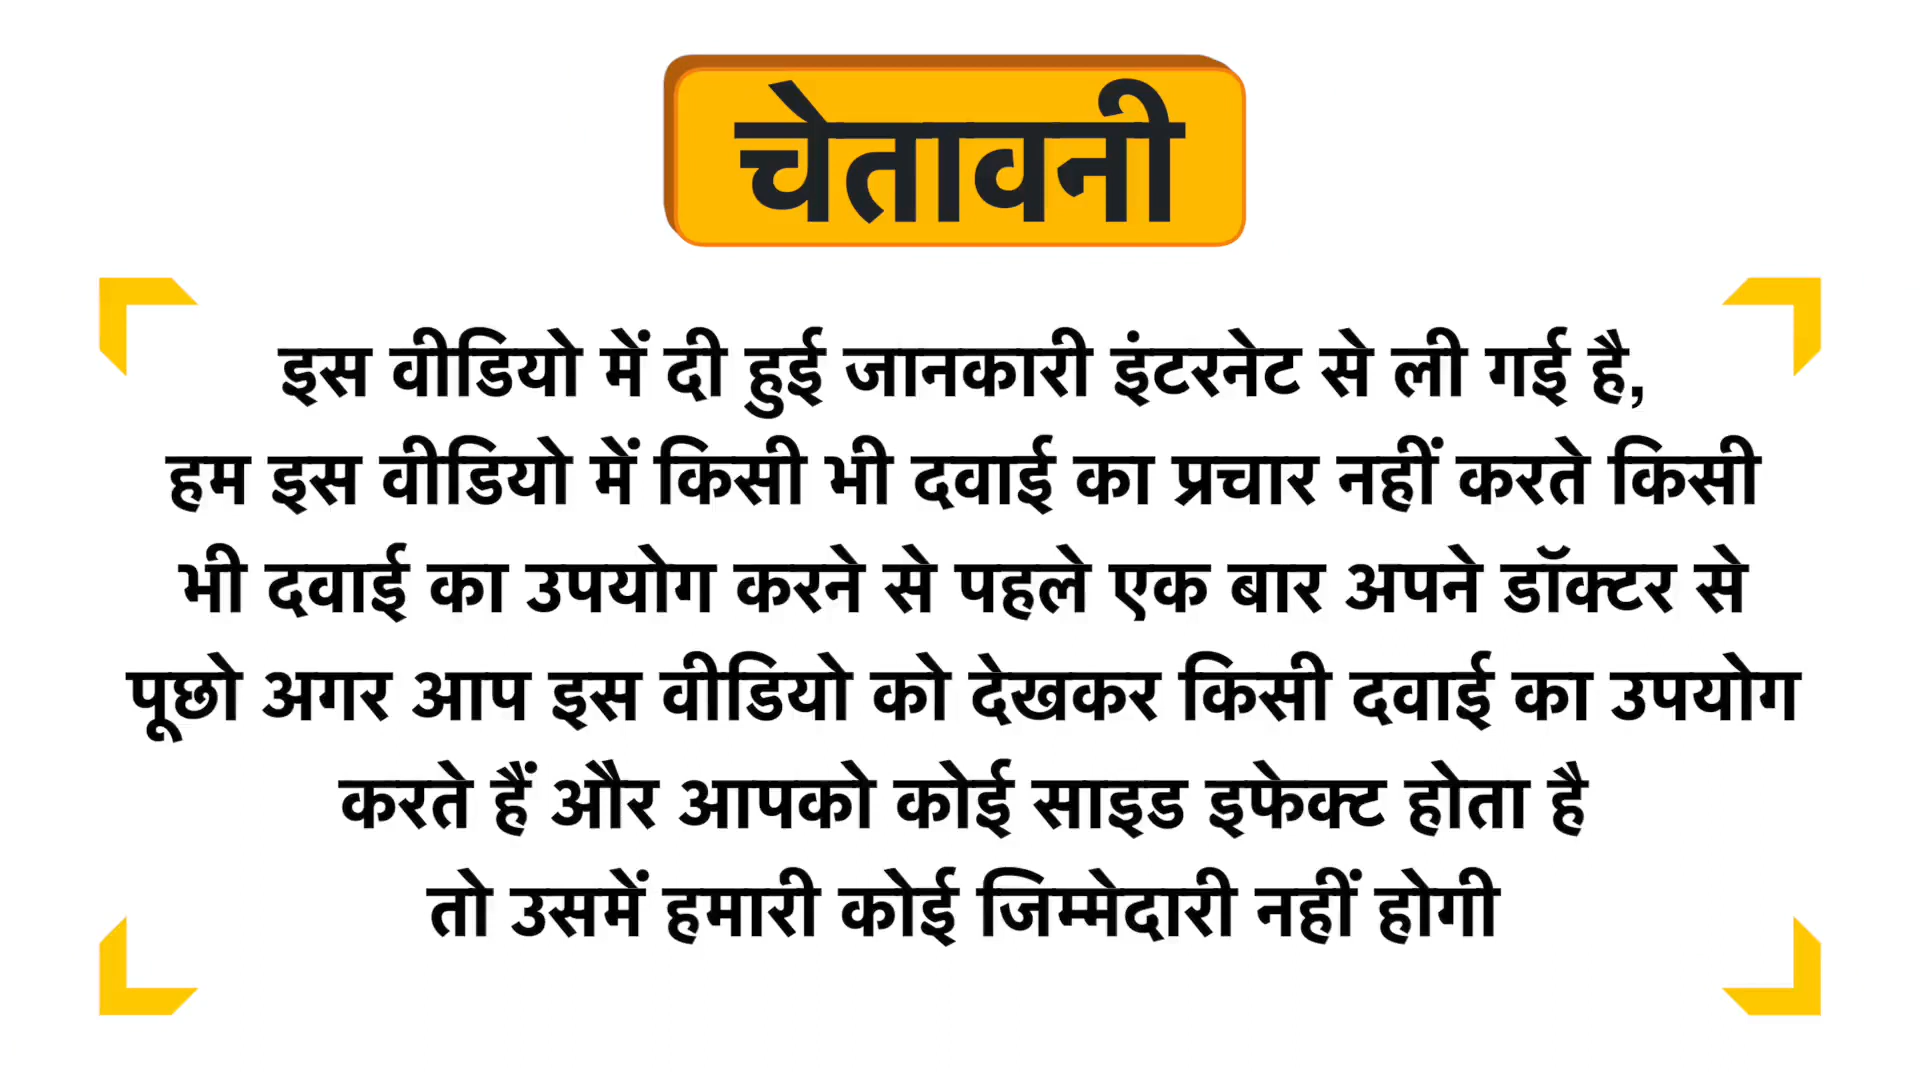 चेतावनी
इस वीडियो में दी हुई जानकारी इंटरनेट से ली गई है,
हम इस वीडियो में किसी भी दवाई का प्रचार नहीं करते किसी
भी दवाई का उपयोग करने से पहले एक बार अपने डॉक्टर से
पूछो अगर आप इस वीडियो को देखकर किसी दवाई का उपयोग
करते हैं और आपको कोई साइड इफेक्ट होता है
तो उसमें हमारी कोई जिम्मेदारी नहीं होगी